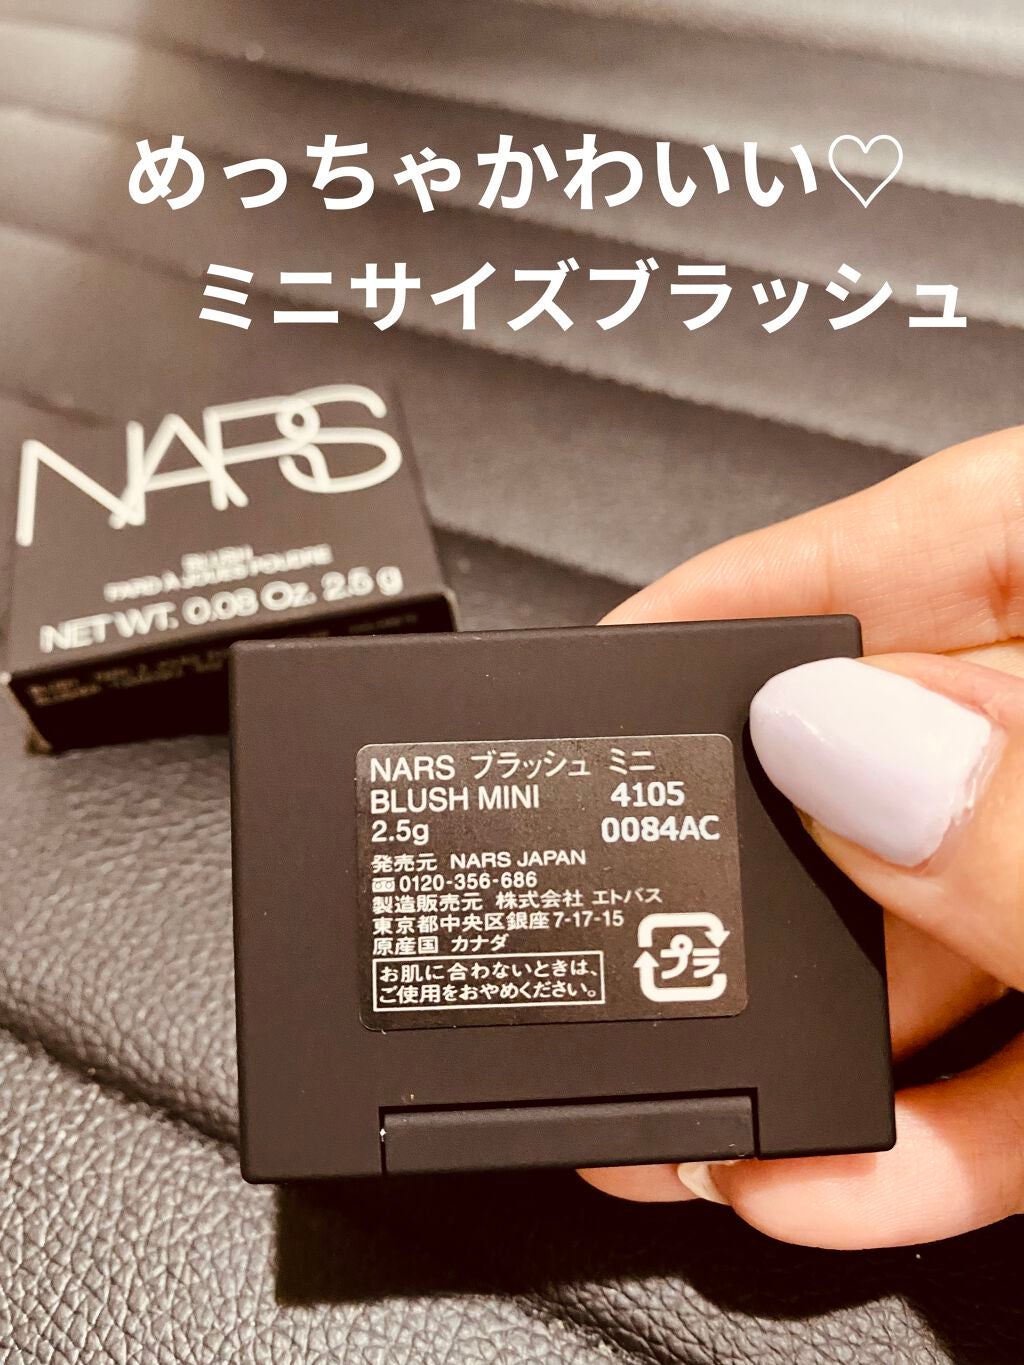 めっちゃかわいい♡
ミニサイズブラッシュ
NARS
BLUSH
FARD À JOUES POUDRE
NET WT. 0.08 Oz. 2.5 g
NARS ブラッシュ ミニ
BLUSH MINI 4105
2.5g 0084AC
発売元 NARS JAPAN
0120-356-686
製造販売元 株式会社 エトバス
東京都中央区銀座7-17-15
原産国 カナダ
プラ
お肌に合わないときは、
ご使用をおやめください。